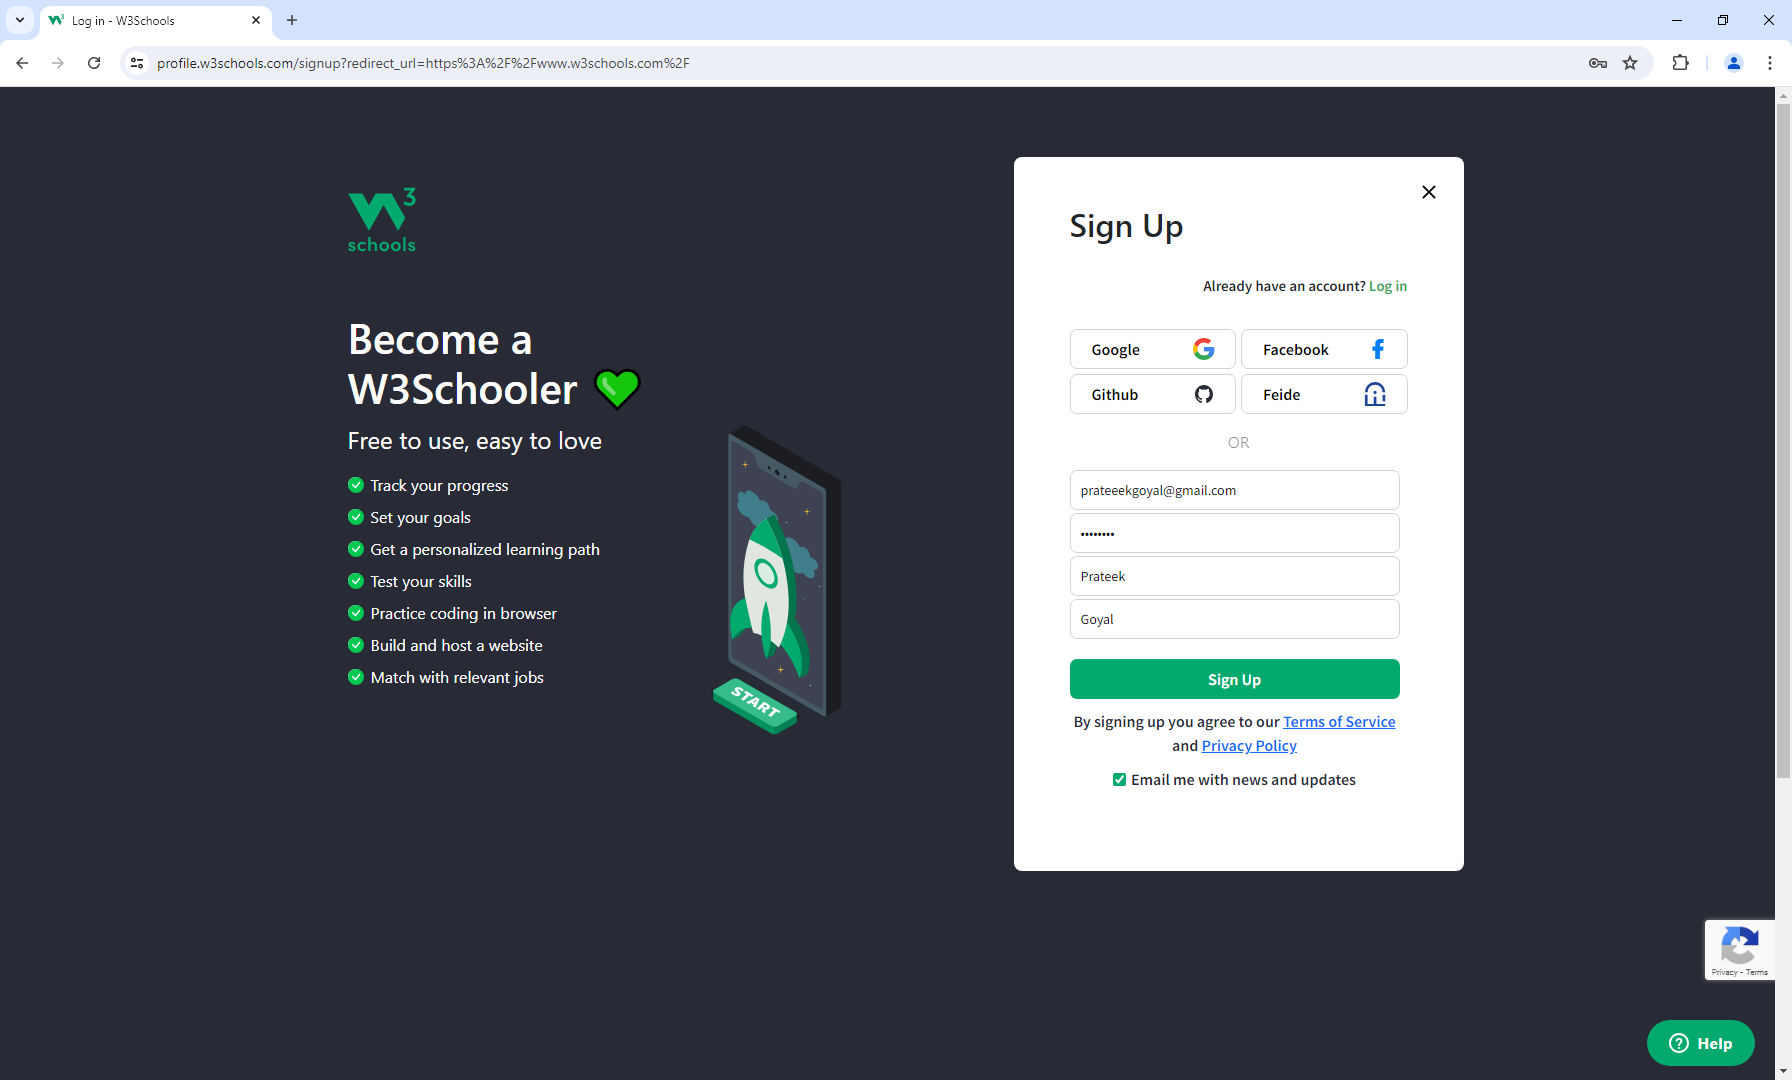 Log in - W3Schools
profile.w3schools.com/signup?redirect_url=https%3A%2F%2Fwww.w3schools.com%2F
3
schools
Become a
W3Schooler
Free to use, easy to love
Track your progress
Set your goals
Get a personalized learning path
Test your skills
Practice coding in browser
Build and host a website
Match with relevant jobs
START
Sign Up
Already have an account? Log in
Google
Facebook
Github
Feide
OR
prateeekgoyal@gmail.com
••••••••
Prateek
Goyal
Sign Up
By signing up you agree to our Terms of Service
and Privacy Policy
Email me with news and updates
Privacy - Terms
Help